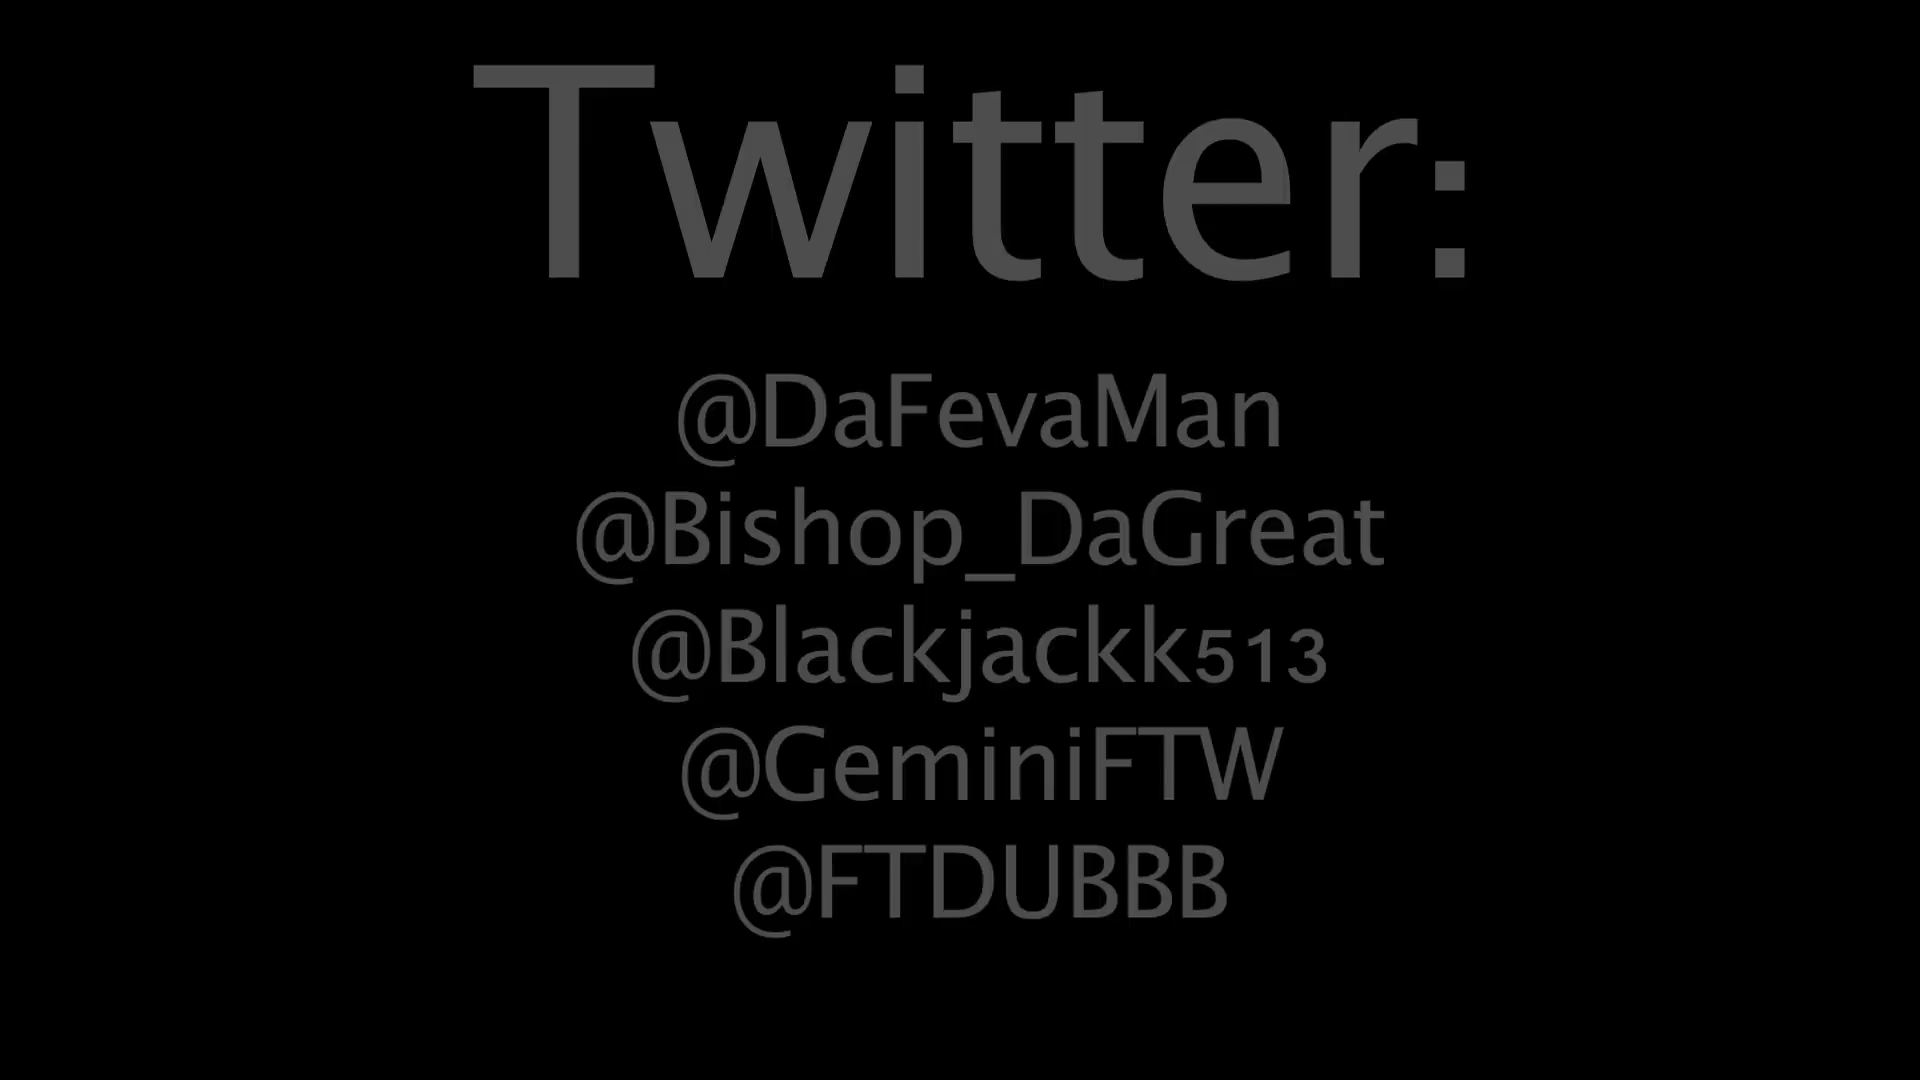 Twitter:
@DaFevaMan
@Bishop_DaGreat
@Blackjackk513
@GeminiFTW
@FTDUBBB